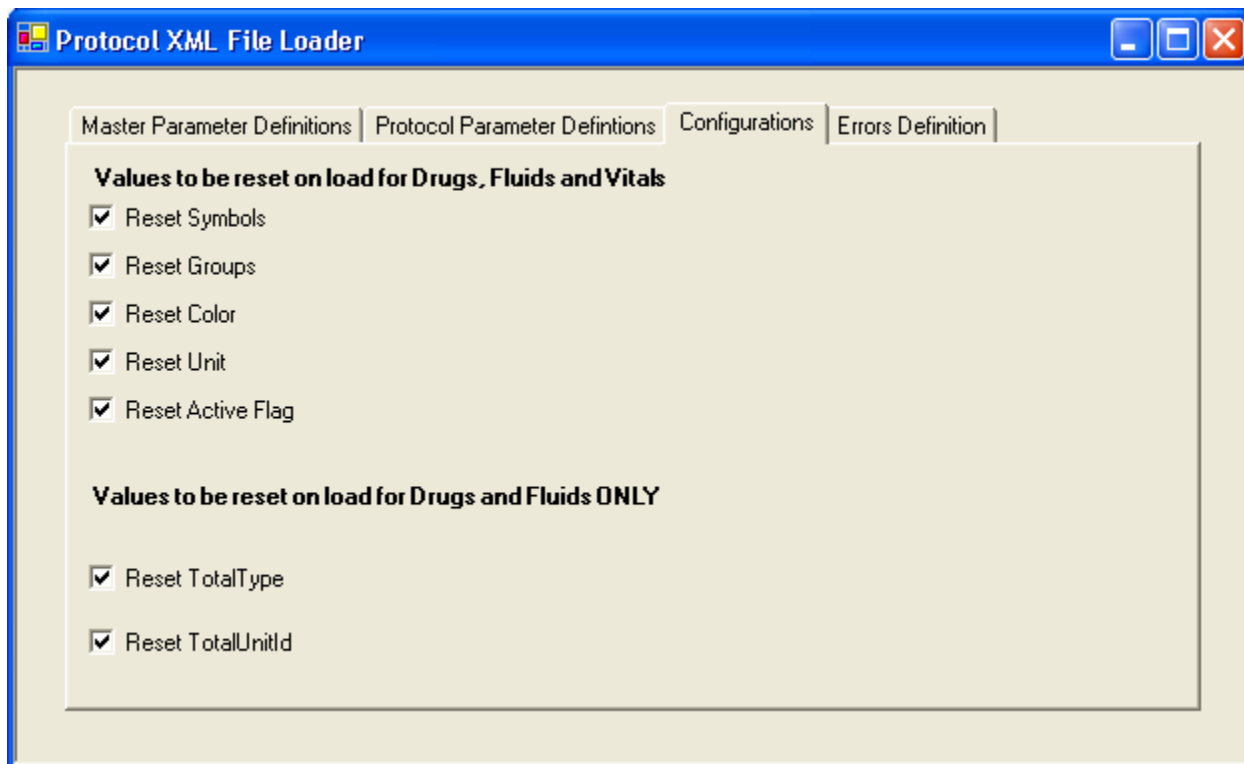 Protocol XML File Loader
Master Parameter Definitions Protocol Parameter Defintions Configurations Errors Definition
Values to be reset on load for Drugs, Fluids and Vitals
Reset Symbols
Reset Groups
Reset Color
Reset Unit
Reset Active Flag
Values to be reset on load for Drugs and Fluids ONLY
Reset TotalType
Reset TotalUnitId